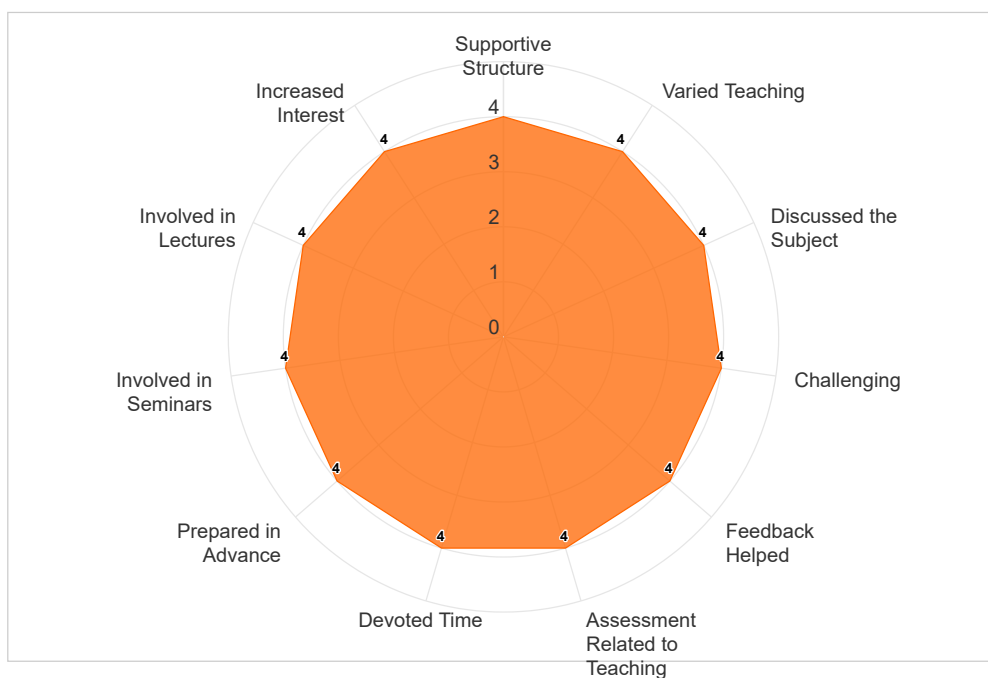 Supportive
Structure
Increased
Interest
Varied Teaching
4
4
4
3
Involved in
Lectures
4
2
4
Discussed the
Subject
1
0
4
4
Involved in
Seminars
Challenging
4
4
Prepared in
Advance
Feedback
Helped
4
4
Devoted Time
Assessment
Related to
Teaching